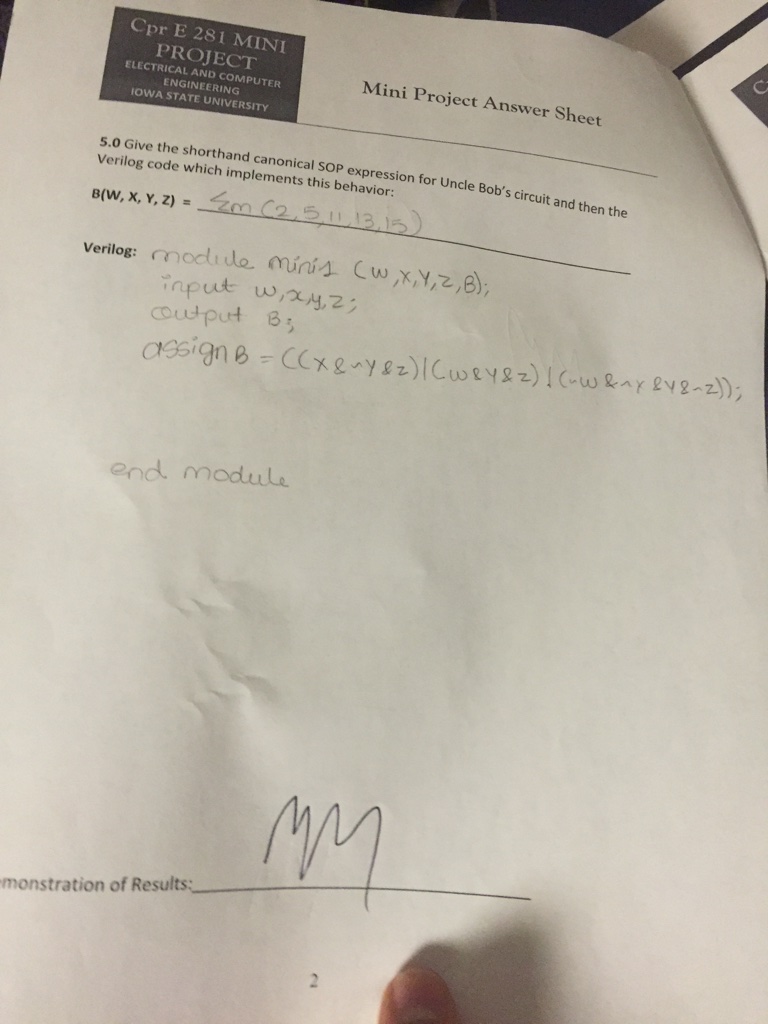 Cpr E 281 MINI
PROJECT
ELECTRICAL AND COMPUTER
ENGINEERING
IOWA STATE UNIVERSITY
Mini Project Answer Sheet
5.0 Give the shorthand canonical SOP expression for Uncle Bob's circuit and then the
Verilog code which implements this behavior:
B(W, X, Y, Z) = Σm (2,5,11,13,15)
Verilog: module mini1 (W,X,Y,Z,B);
input w,x,y,z;
output B;
assign B = ((X&~Y&Z)|(W&Y&Z)|(~W&~X&Y&~Z));
end module
monstration of Results:
2